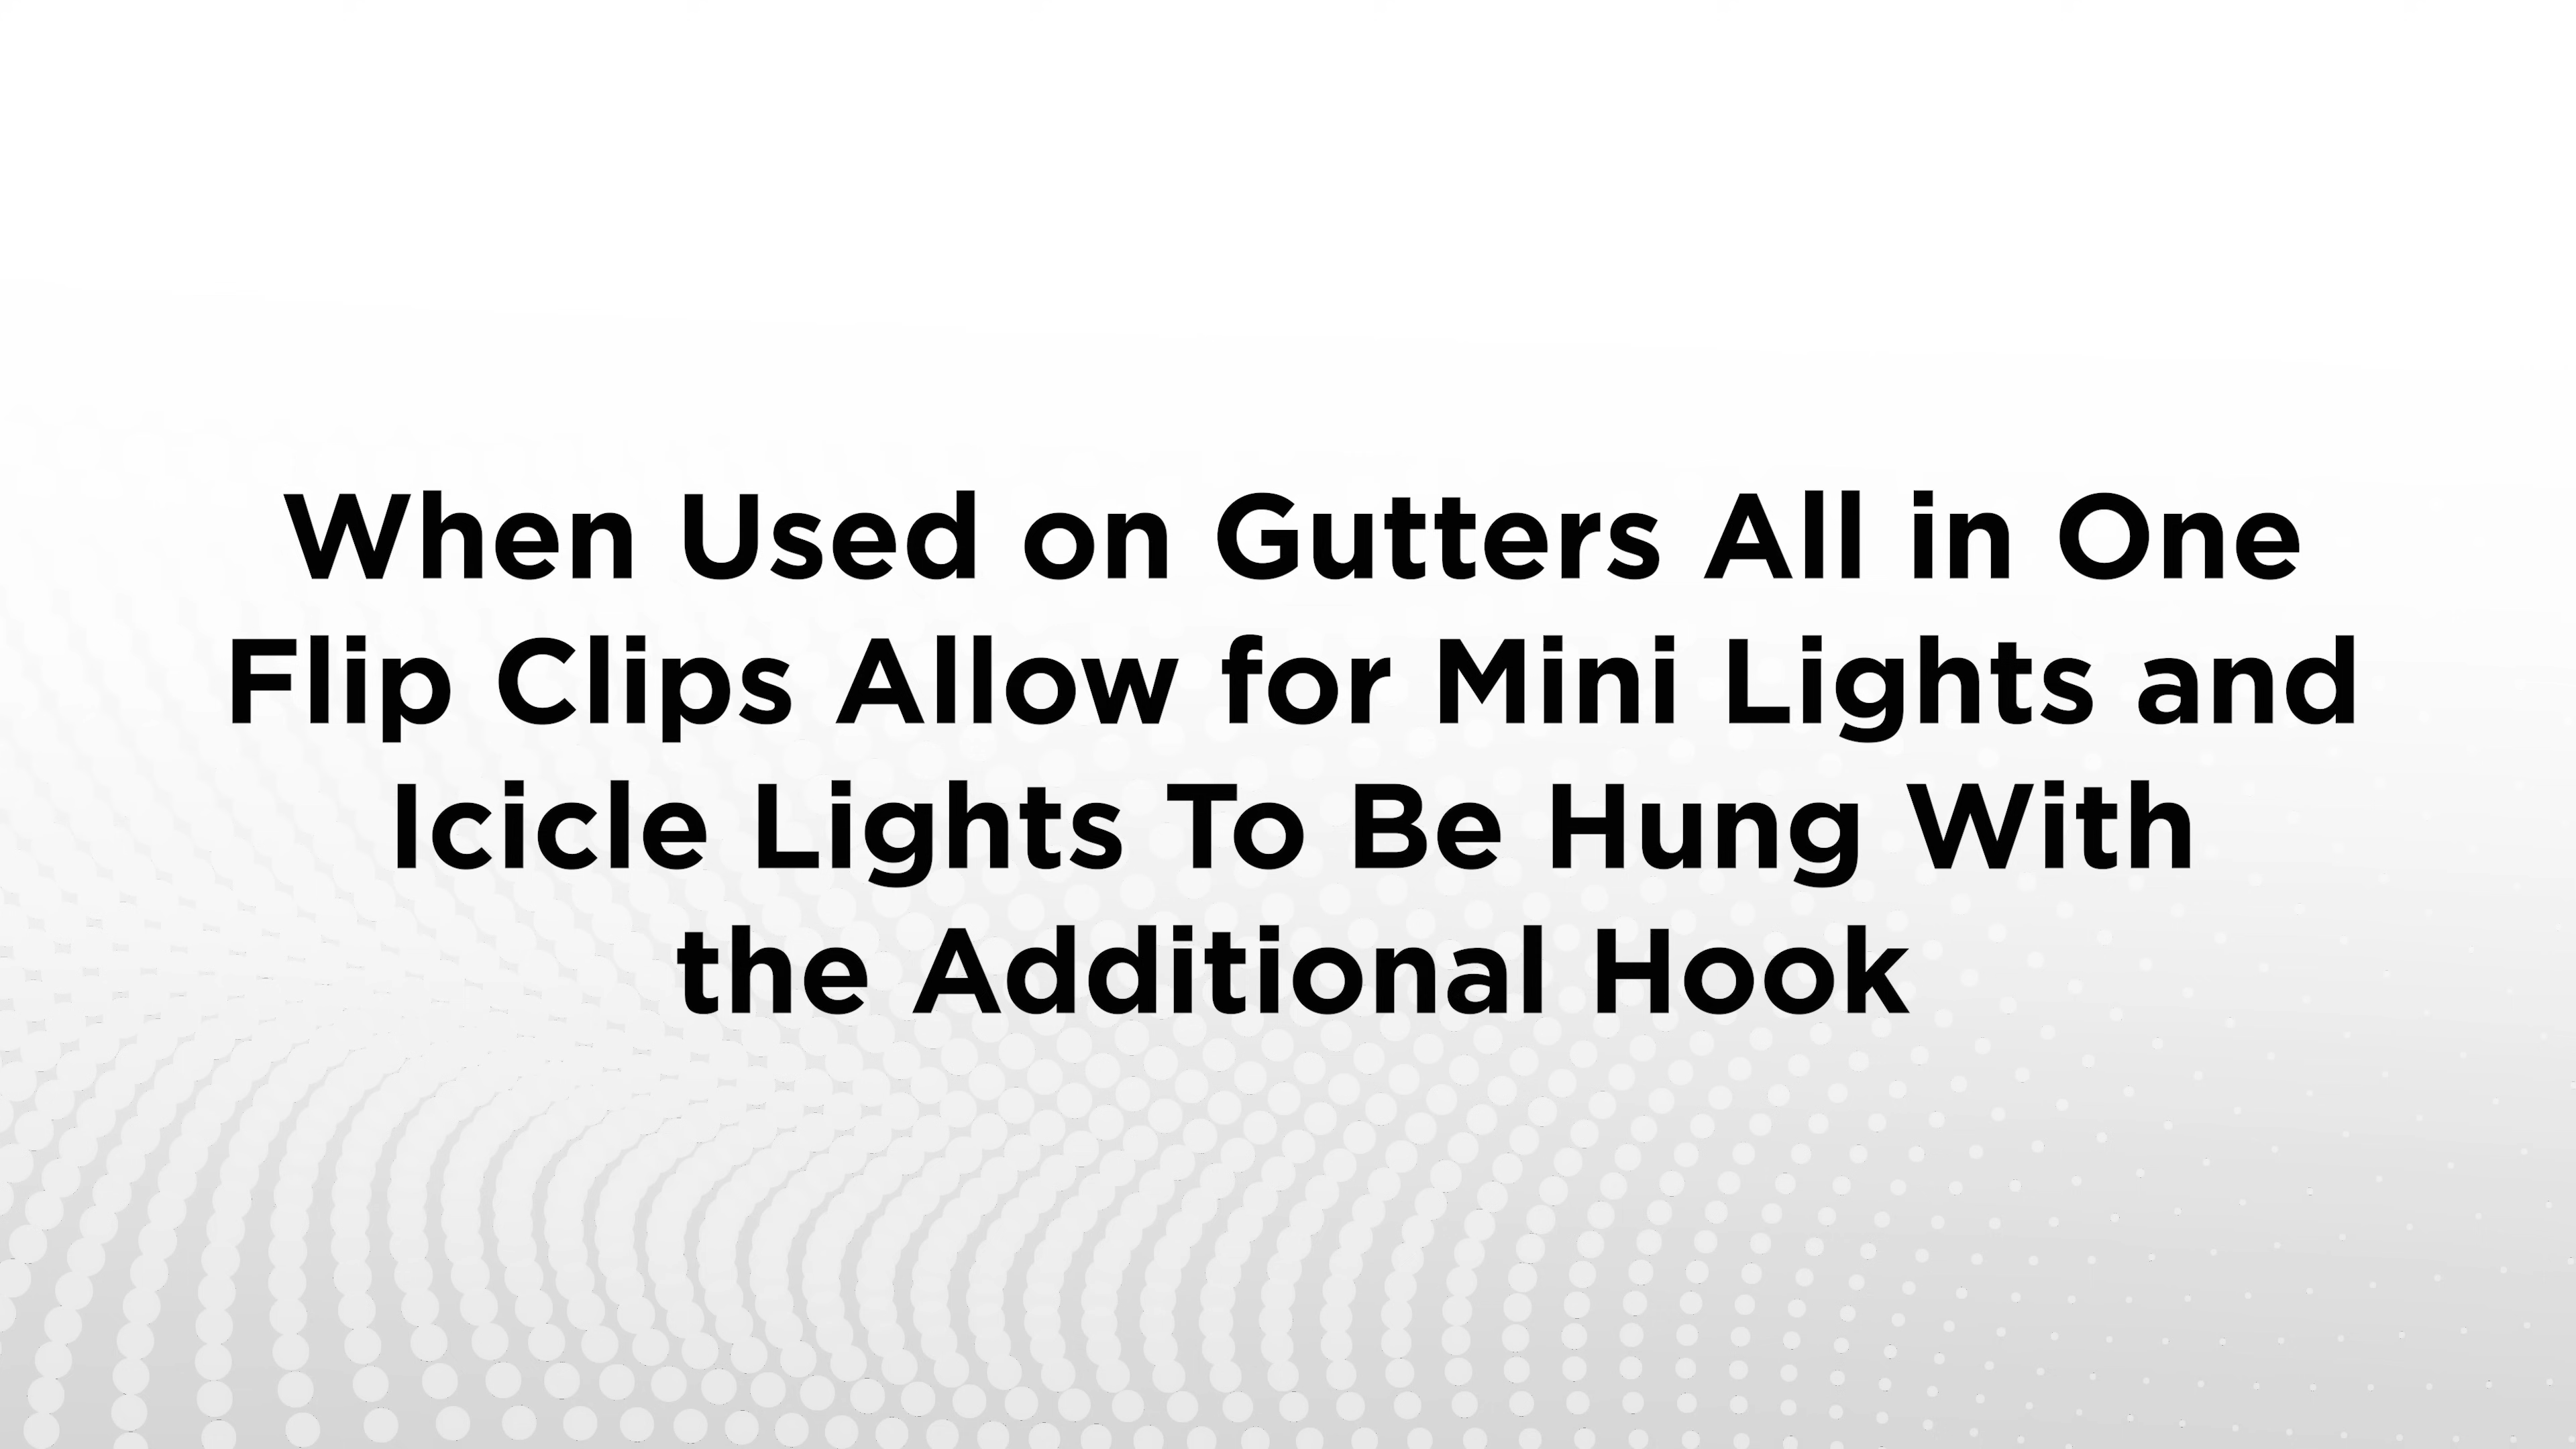 When Used on Gutters All in One
Flip Clips Allow for Mini Lights and
Icicle Lights To Be Hung With
the Additional Hook